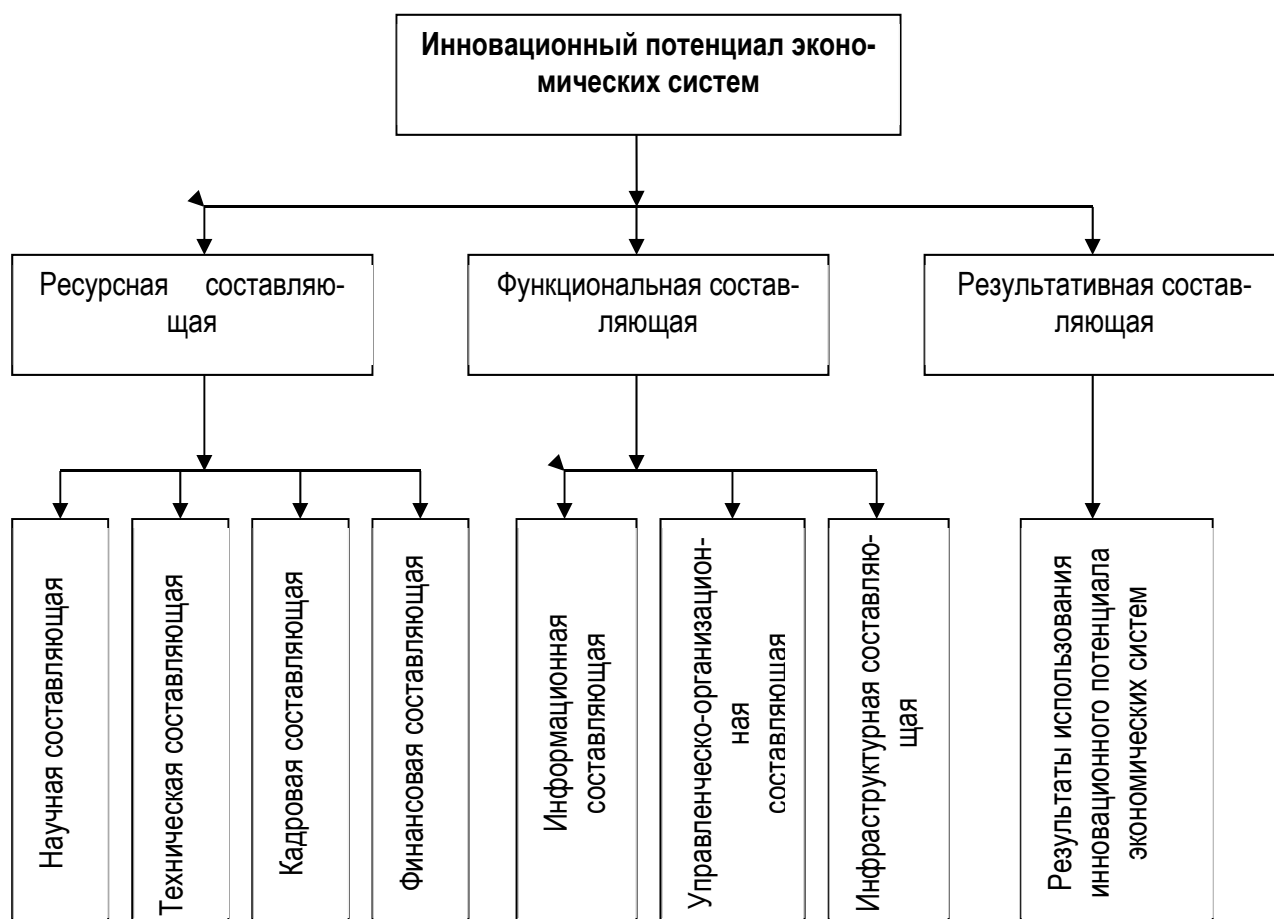 Инновационный потенциал эконо-
мических систем
Ресурсная составляю-
щая
Функциональная состав-
ляющая
Результативная состав-
ляющая
Научная составляющая
Техническая составляющая
Кадровая составляющая
Финансовая составляющая
Информационная
составляющая
Управленческо-организацион-
ная
составляющая
Инфраструктурная составляю-
щая
Результаты использования
инновационного потенциала
экономических систем